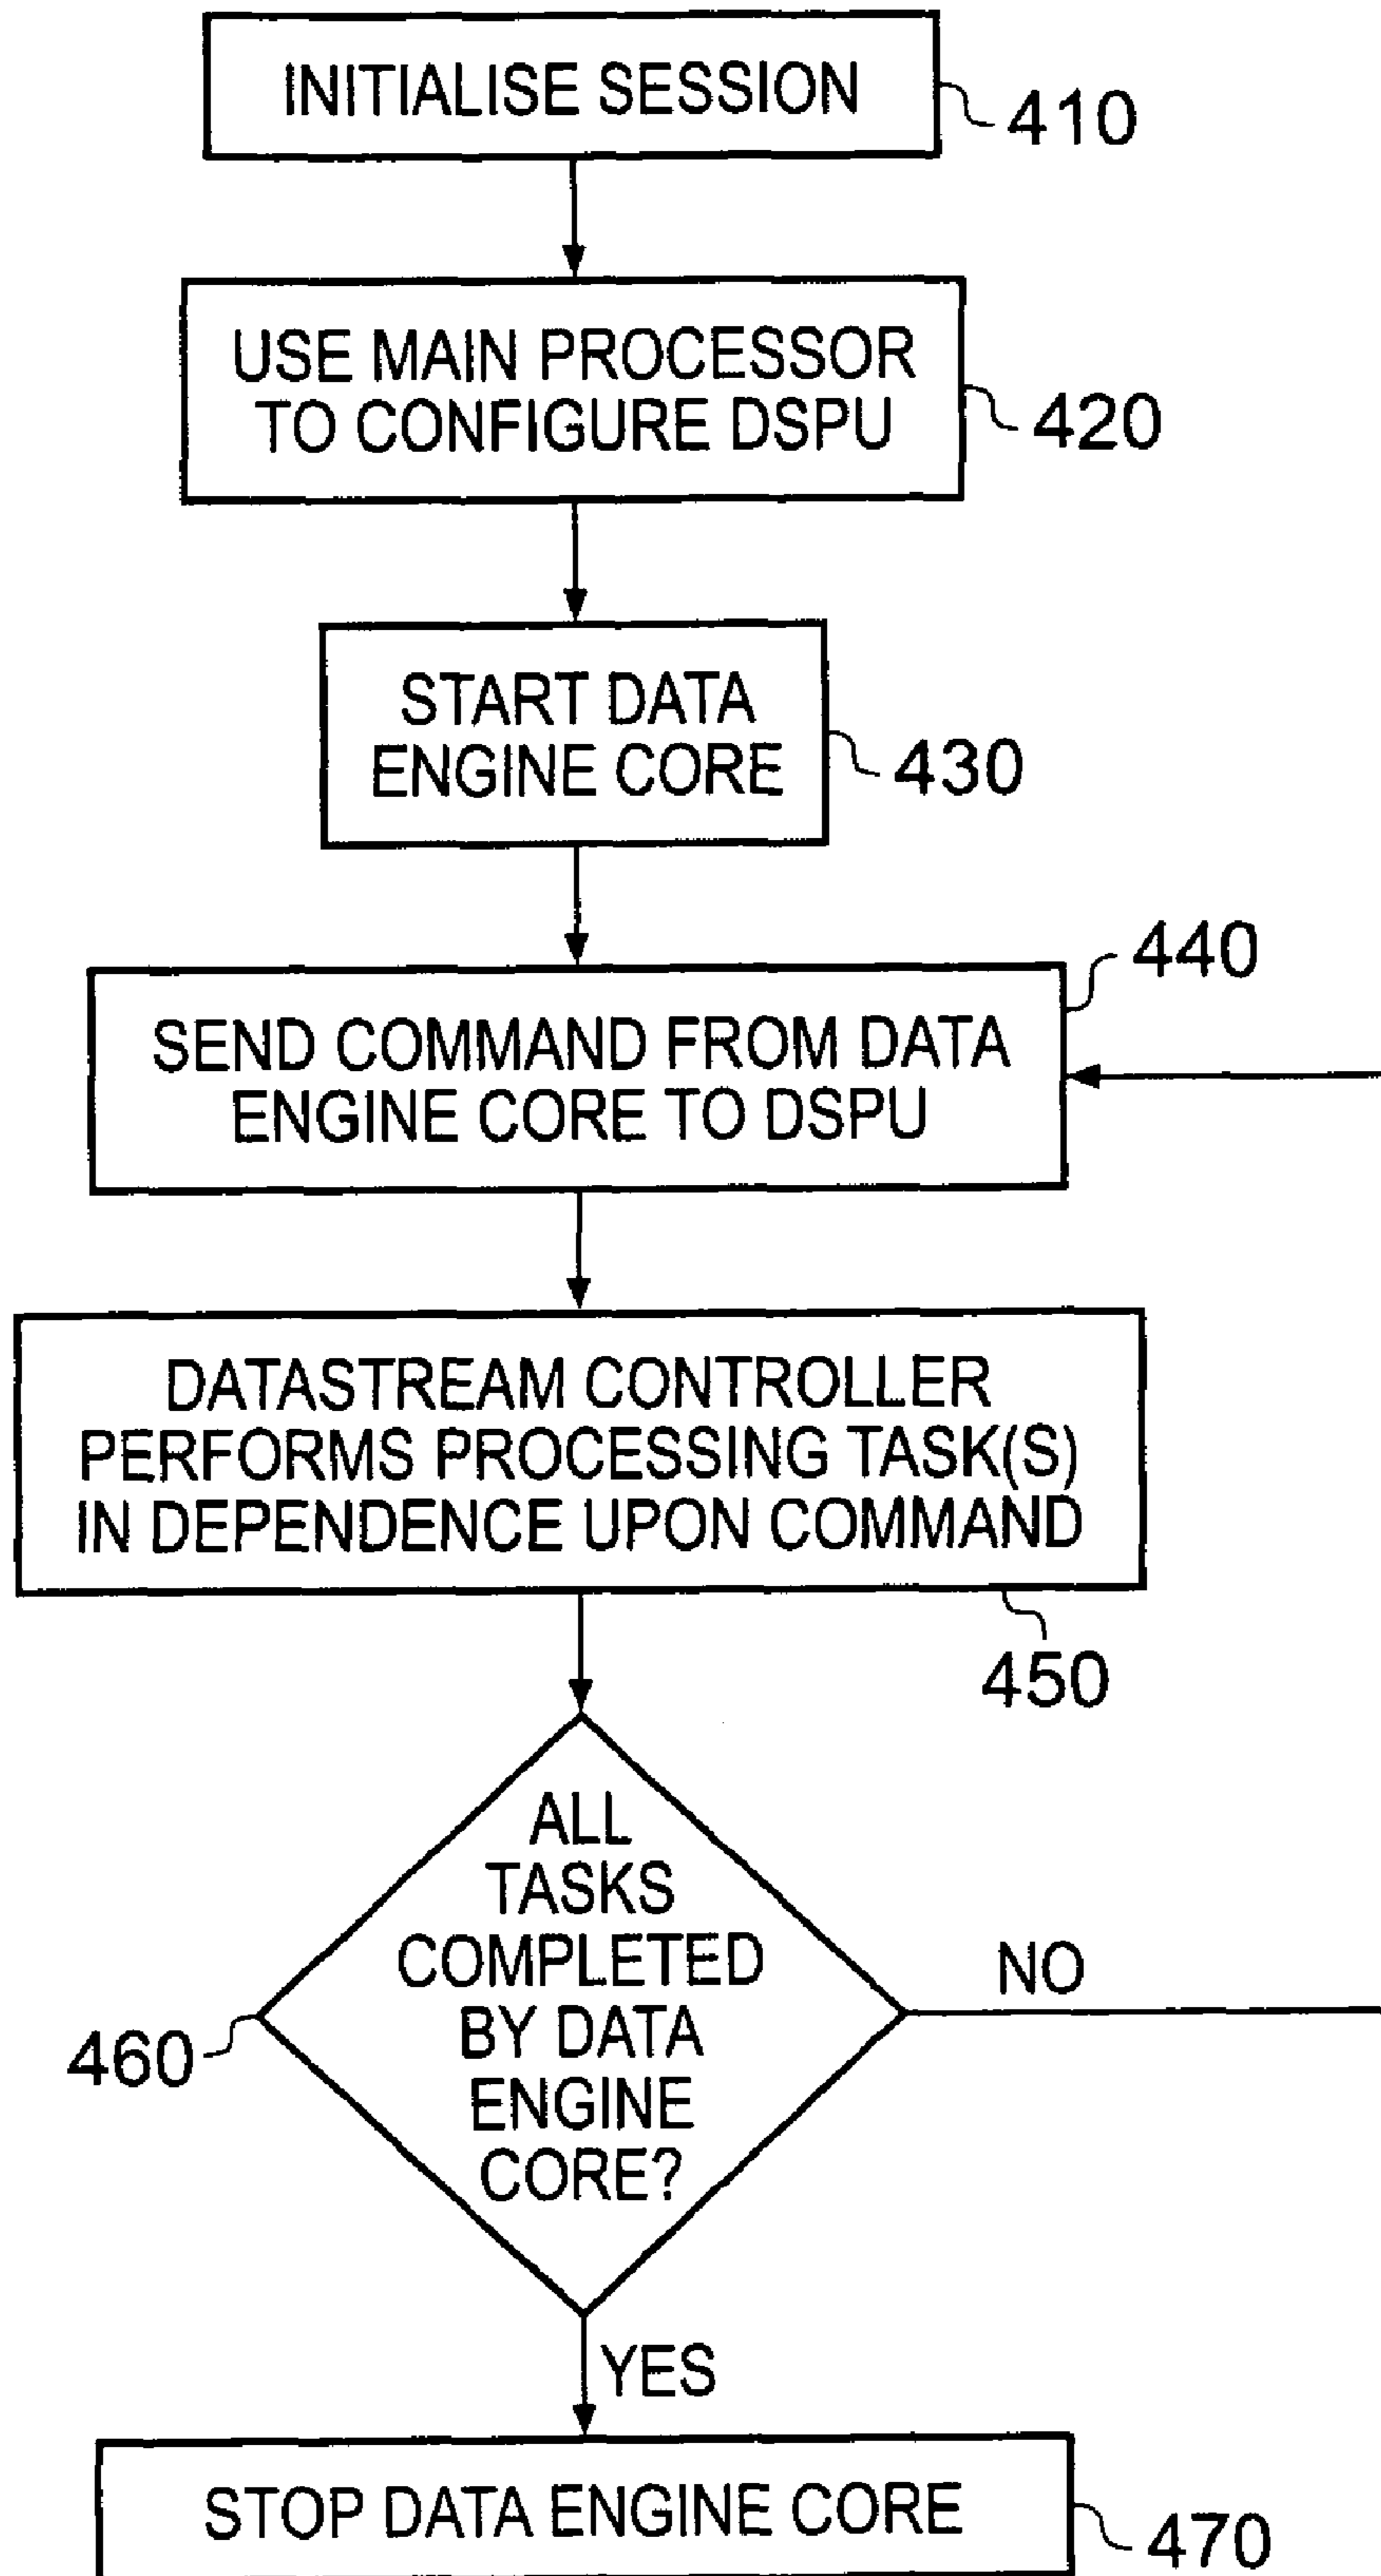 INITIALISE SESSION
410
USE MAIN PROCESSOR
TO CONFIGURE DSPU
420
START DATA
ENGINE CORE
430
440
SEND COMMAND FROM DATA
ENGINE CORE TO DSPU
DATASTREAM CONTROLLER
PERFORMS PROCESSING TASK(S)
IN DEPENDENCE UPON COMMAND
450
ALL
TASKS
COMPLETED
BY DATA
ENGINE
CORE?
NO
460
YES
STOP DATA ENGINE CORE
470